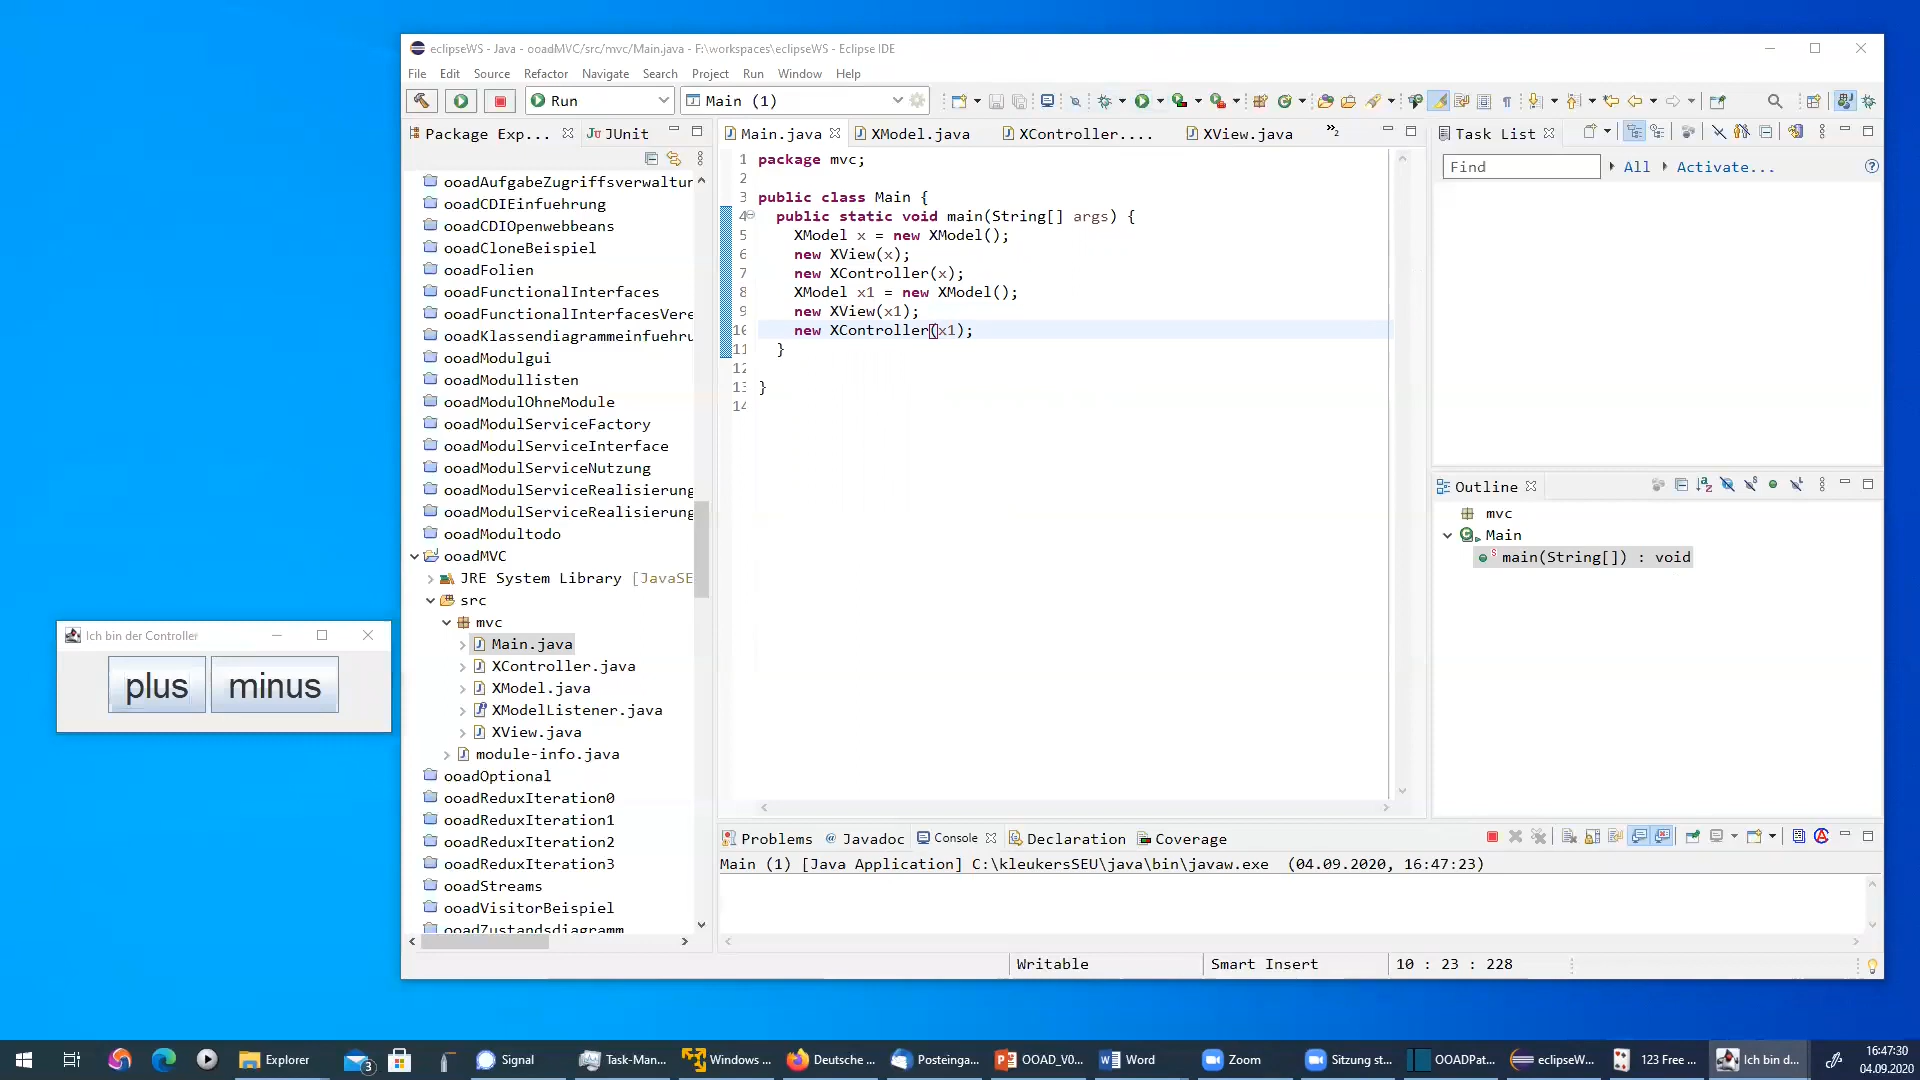 eclipseWS - Java - ooadMVC/src/mvc/Main.java - F:\workspaces\eclipseWS - Eclipse IDE
File Edit Source Refactor Navigate Search Project Run Window Help
Run Main (1)
Package Exp... JUnit
ooadAufgabeZugriffsverwaltur
ooadCDIEinfuehrung
ooadCDIOpenwebbeans
ooadCloneBeispiel
ooadFolien
ooadFunctionalInterfaces
ooadFunctionalInterfacesVere
ooadKlassendiagrammeinfuehru
ooadModulgui
ooadModullisten
ooadModulOhneModule
ooadModulServiceFactory
ooadModulServiceInterface
ooadModulServiceNutzung
ooadModulServiceRealisierung
ooadModulServiceRealisierung
ooadModultodo
ooadMVC
JRE System Library [JavaSE
src
mvc
Main.java
XController.java
XModel.java
XModelListener.java
XView.java
module-info.java
ooadOptional
ooadReduxIteration0
ooadReduxIteration1
ooadReduxIteration2
ooadReduxIteration3
ooadStreams
ooadVisitorBeispiel
ooadZustandsdiagramm
Main.java XModel.java XController.... XView.java »2
1 package mvc;
2
3 public class Main {
4 public static void main(String[] args) {
5 XModel x = new XModel();
6 new XView(x);
7 new XController(x);
8 XModel x1 = new XModel();
9 new XView(x1);
10 new XController(x1);
11 }
12
13 }
14
Task List
Find All Activate...
Outline
mvc
Main
main(String[]) : void
Problems Javadoc Console Declaration Coverage
Main (1) [Java Application] C:\kleukersSEU\java\bin\javaw.exe (04.09.2020, 16:47:23)
Writable Smart Insert 10 : 23 : 228
Ich bin der Controller
plus minus
Explorer 3 Signal Task-Man... Windows ... Deutsche ... Posteinga... OOAD_V0... Word Zoom Sitzung st... OOADPat... eclipseW... 123 Free ... Ich bin d...
16:47:30
04.09.2020